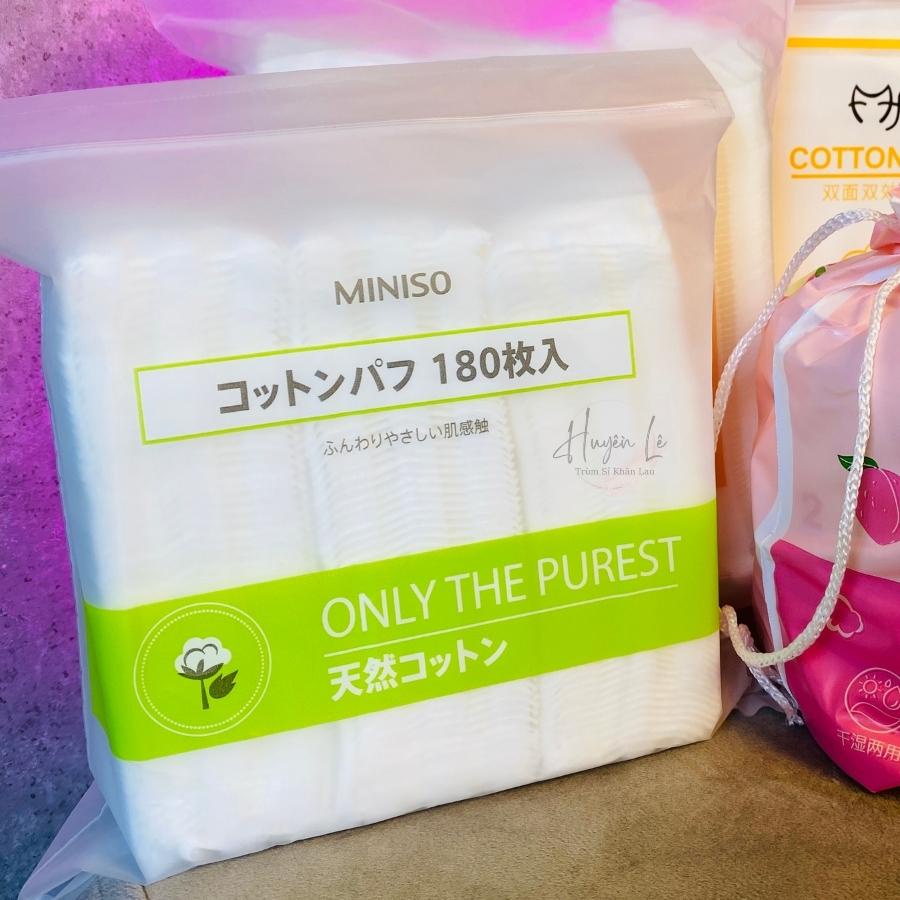 MINISO
コットンパフ 180枚入
ふんわりやさしい肌感触
Huyên Lê
Trùm Sỉ Khăn Lau
ONLY THE PUREST
天然コットン
COTTON
双面双效
干湿两用